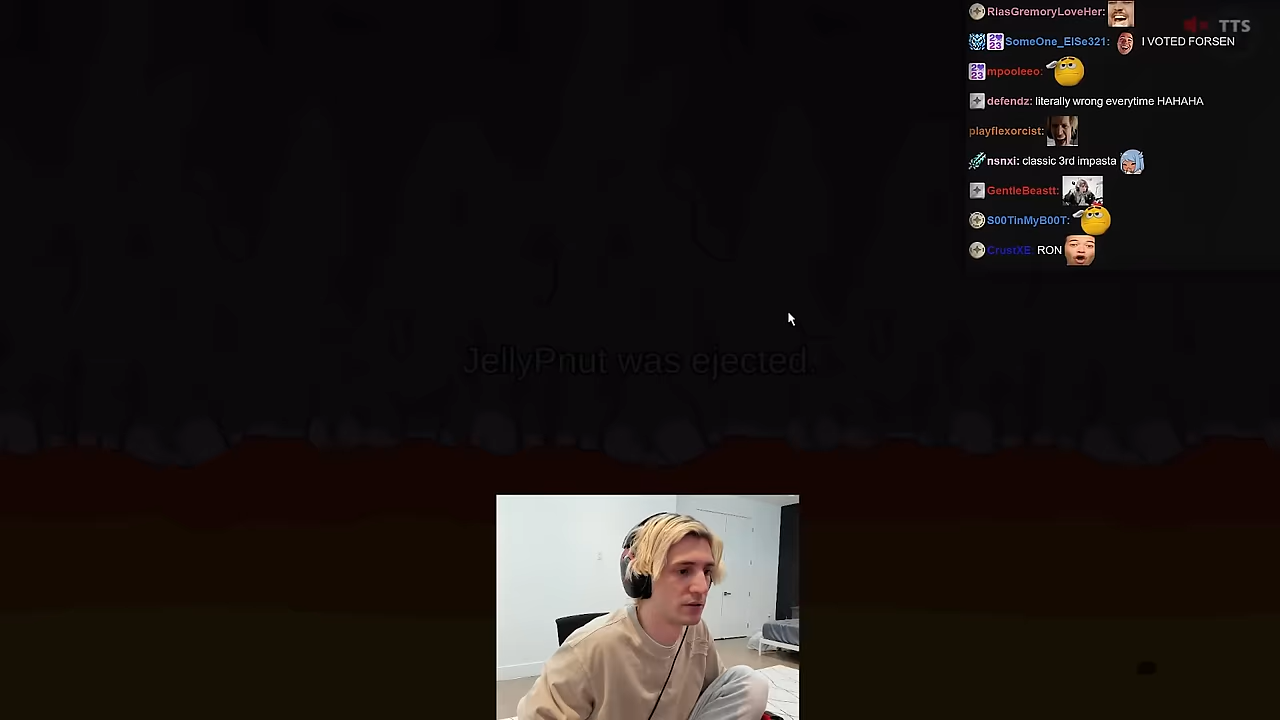 RiasGremoryLoveHer:
TTS
SomeOne_ElSe321: I VOTED FORSEN
mpooleeo:
defendz: literally wrong everytime HAHAHA
playflexorcist:
nsnxi: classic 3rd impasta
GentleBeastt:
S00TinMyB00T:
CrustXE: RON
JellyPnut was ejected.